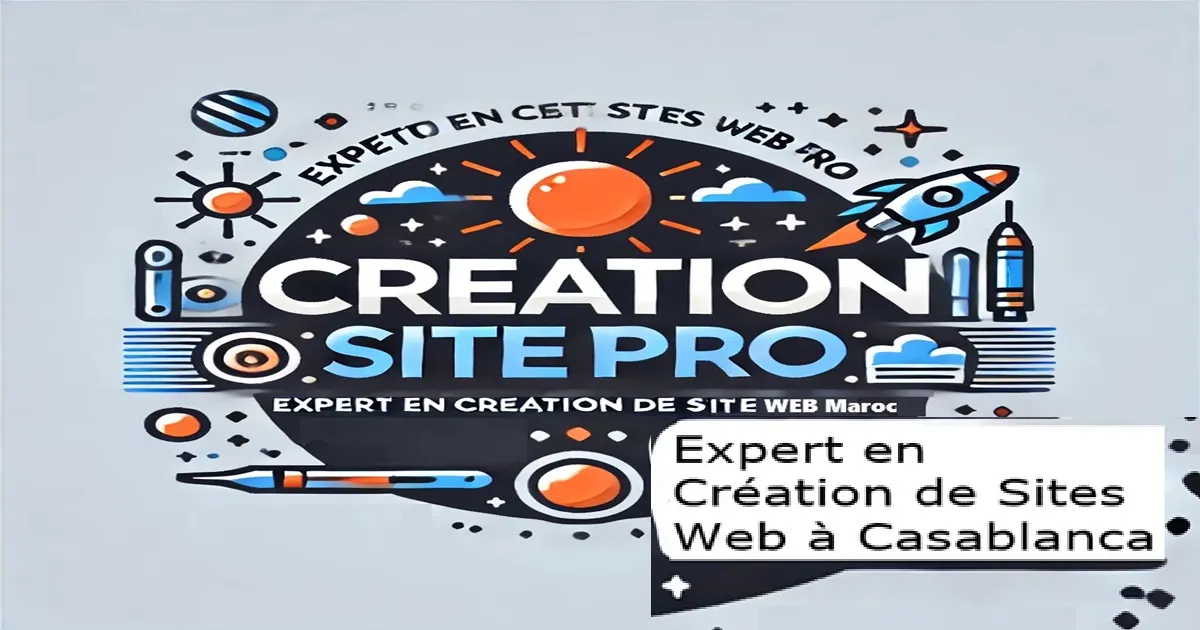 EXPETO EN CET STES WEB PRO
CREATION
SITE PRO
EXPERT EN CREATION DE SITE WEB Maroc
Expert en
Création de Sites
Web à Casablanca